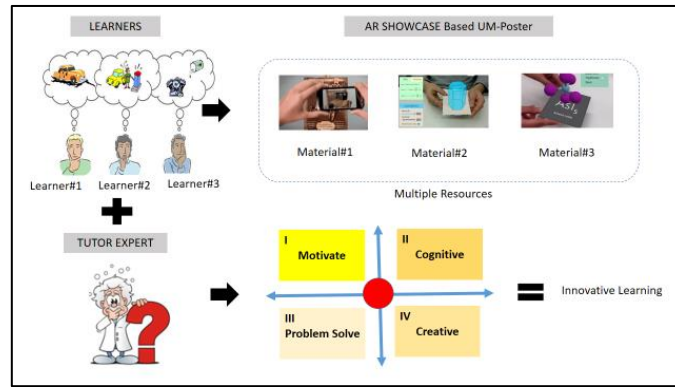 LEARNERS
AR SHOWCASE Based UM-Poster
Learner#1
Learner#2
Learner#3
Material#1
Material#2
Material#3
Multiple Resources
TUTOR EXPERT
I
Motivate
II
Cognitive
III
Problem Solve
IV
Creative
Innovative Learning